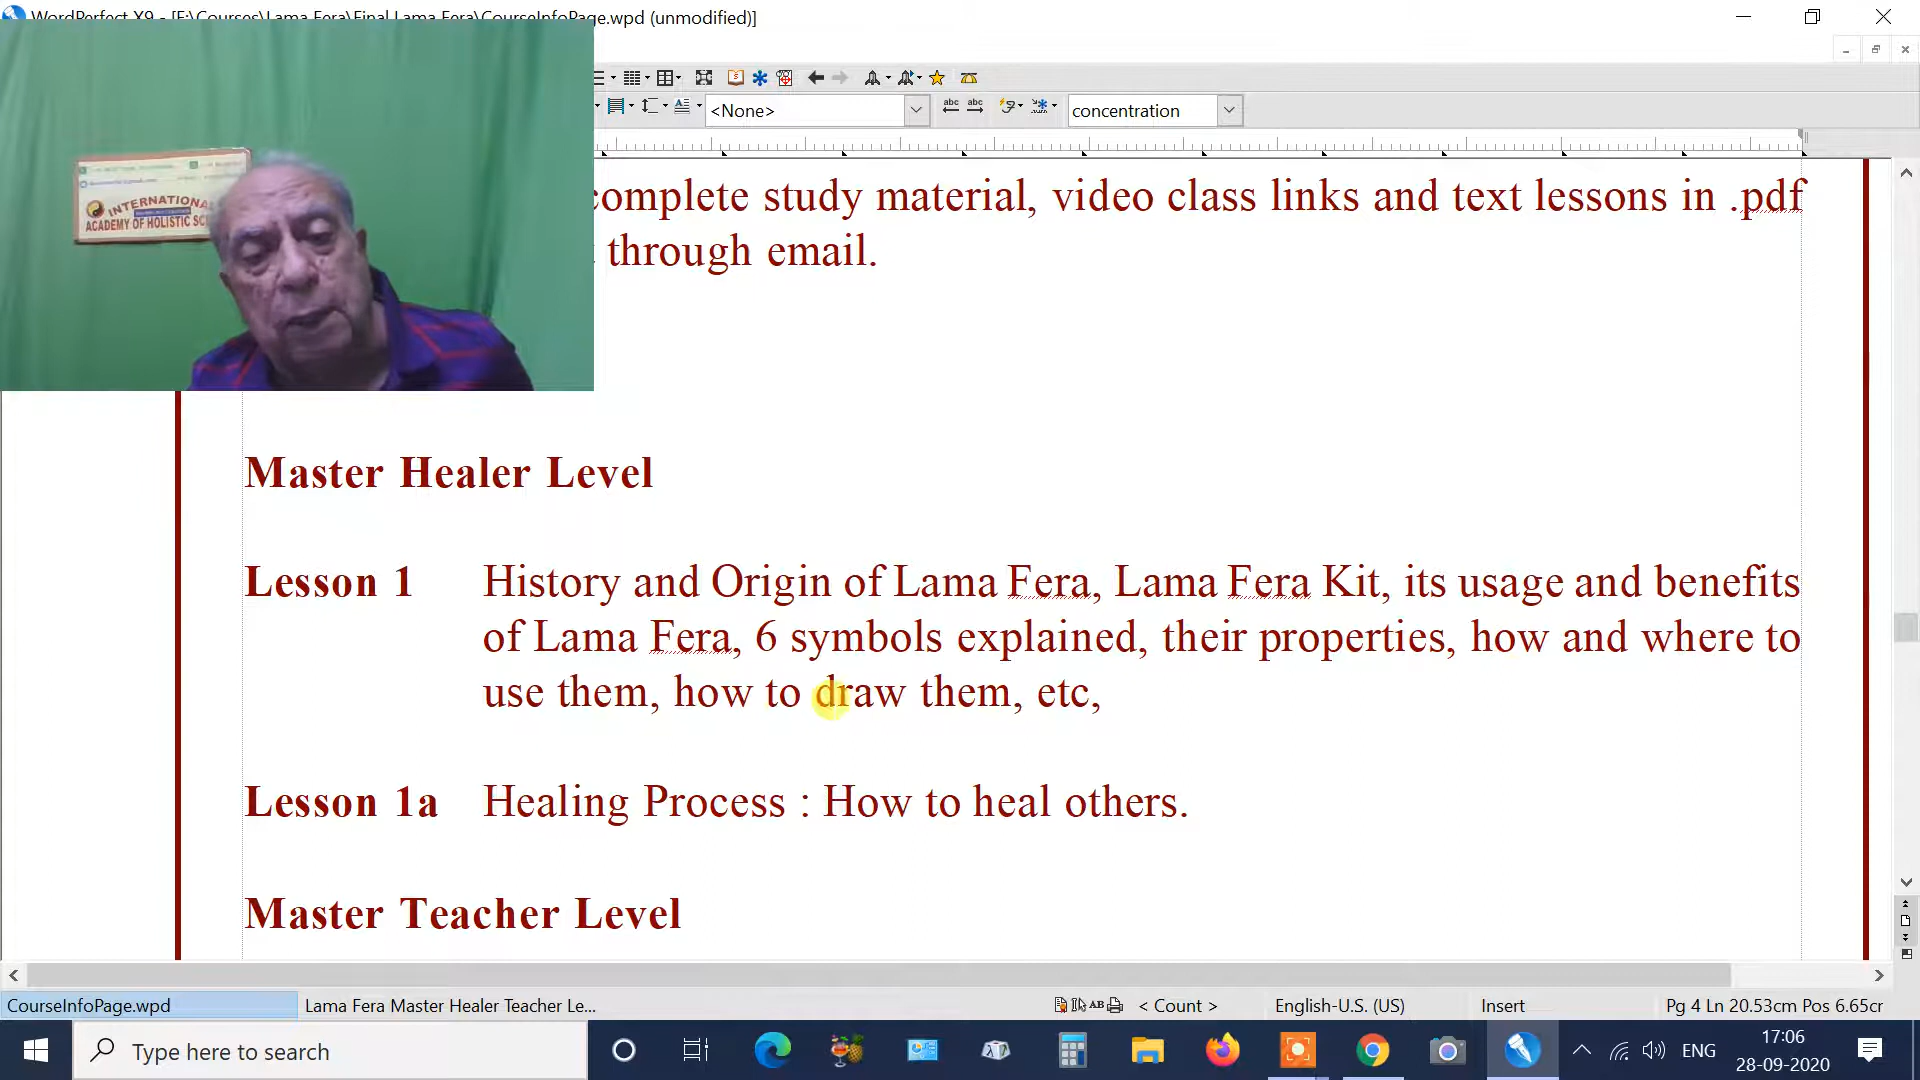 WordPerfect X9 - [F:\Courses\Lama Fera\Final Lama Fera\CourseInfoPage.wpd (unmodified)]
<None>
concentration
INTERNATIONA
ACADEMY OF HOLISTIC SC
complete study material, video class links and text lessons in .pdf
through email.
Master Healer Level
Lesson 1 History and Origin of Lama Fera, Lama Fera Kit, its usage and benefits
of Lama Fera, 6 symbols explained, their properties, how and where to
use them, how to draw them, etc,
Lesson 1a Healing Process : How to heal others.
Master Teacher Level
CourseInfoPage.wpd Lama Fera Master Healer Teacher Le... < Count > English-U.S. (US) Insert Pg 4 Ln 20.53cm Pos 6.65cr
Type here to search
ENG
17:06
28-09-2020